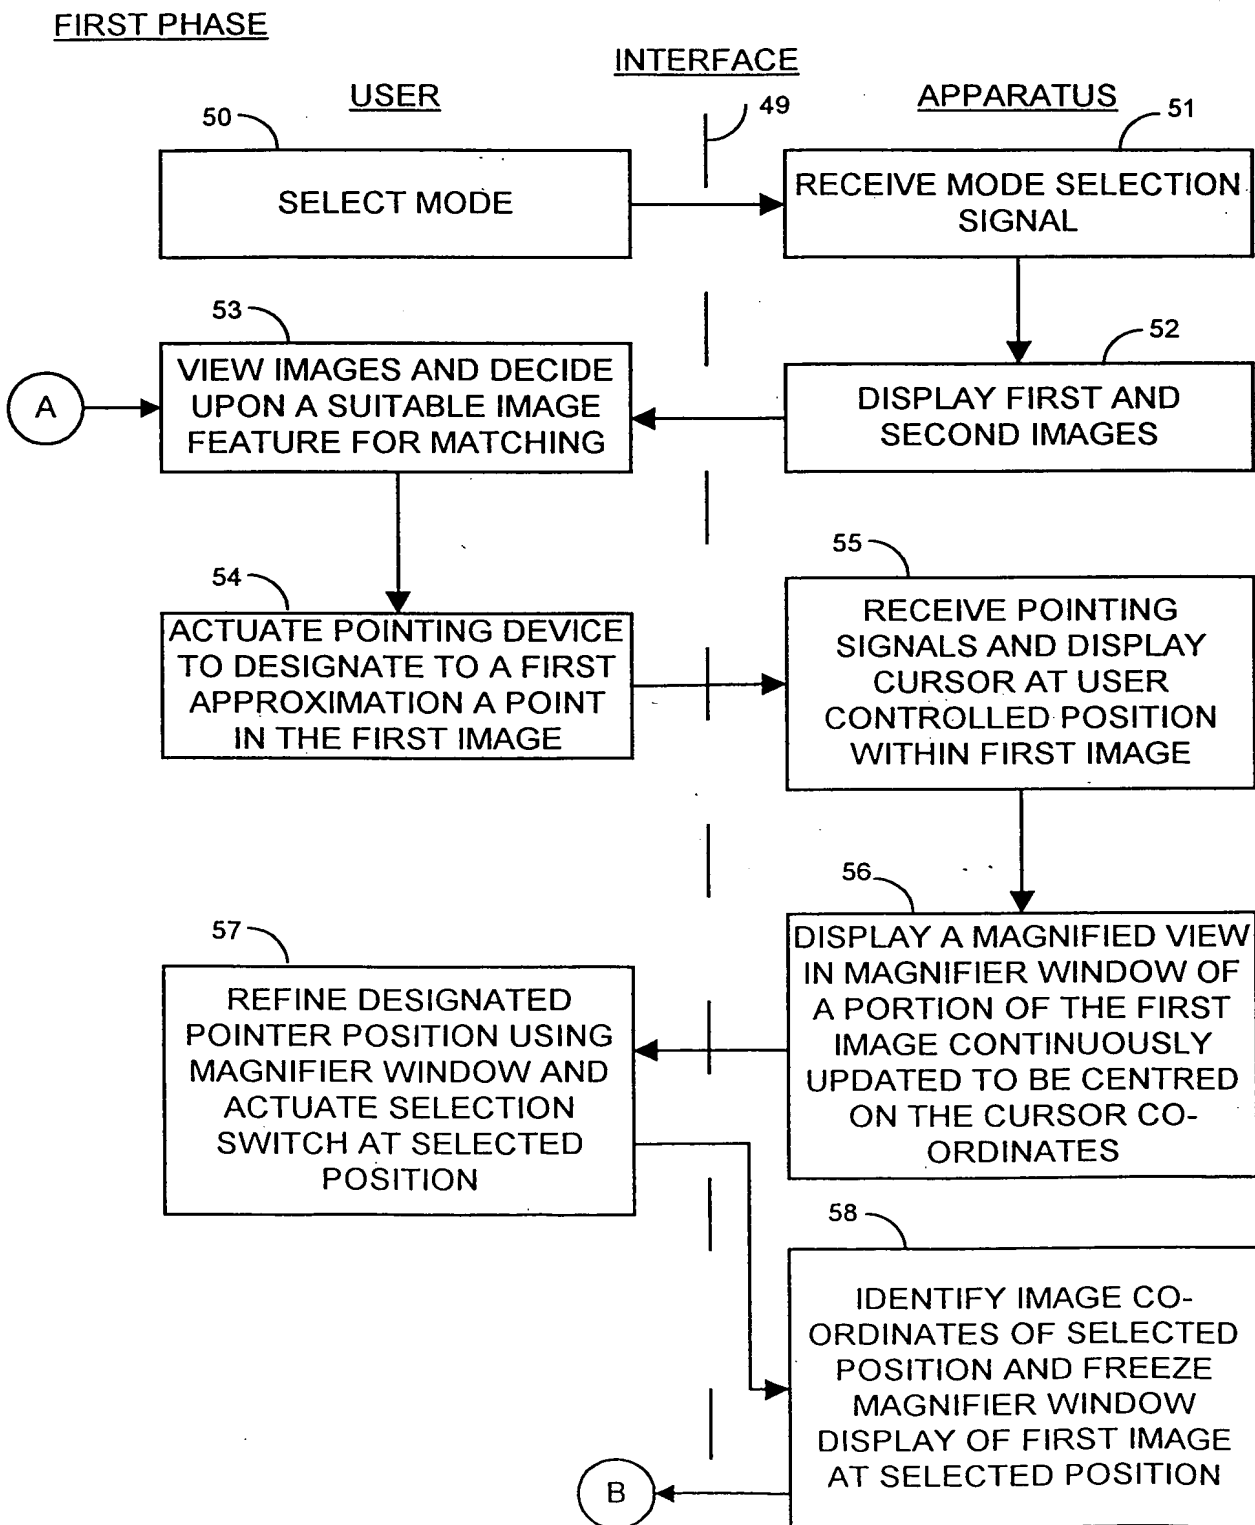 FIRST PHASE
INTERFACE
USER
APPARATUS
49
50
SELECT MODE
51
RECEIVE MODE SELECTION
SIGNAL
52
DISPLAY FIRST AND
SECOND IMAGES
53
VIEW IMAGES AND DECIDE
UPON A SUITABLE IMAGE
FEATURE FOR MATCHING
A
54
ACTUATE POINTING DEVICE
TO DESIGNATE TO A FIRST
APPROXIMATION A POINT
IN THE FIRST IMAGE
55
RECEIVE POINTING
SIGNALS AND DISPLAY
CURSOR AT USER
CONTROLLED POSITION
WITHIN FIRST IMAGE
56
DISPLAY A MAGNIFIED VIEW
IN MAGNIFIER WINDOW OF
A PORTION OF THE FIRST
IMAGE CONTINUOUSLY
UPDATED TO BE CENTRED
ON THE CURSOR CO-
ORDINATES
57
REFINE DESIGNATED
POINTER POSITION USING
MAGNIFIER WINDOW AND
ACTUATE SELECTION
SWITCH AT SELECTED
POSITION
58
IDENTIFY IMAGE CO-
ORDINATES OF SELECTED
POSITION AND FREEZE
MAGNIFIER WINDOW
DISPLAY OF FIRST IMAGE
AT SELECTED POSITION
B